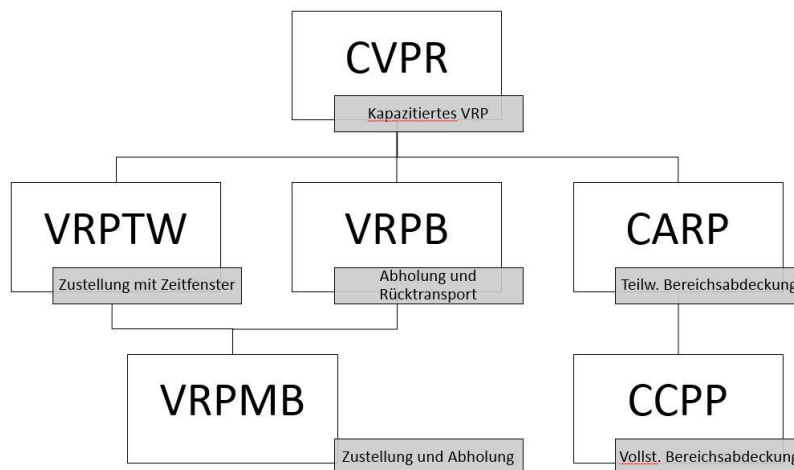 CVPR
Kapazitiertes VRP
VRPTW
Zustellung mit Zeitfenster
VRPB
Abholung und
Rücktransport
CARP
Teilw. Bereichsabdeckung
VRPMB
Zustellung und Abholung
CCPP
Vollst. Bereichsabdeckung